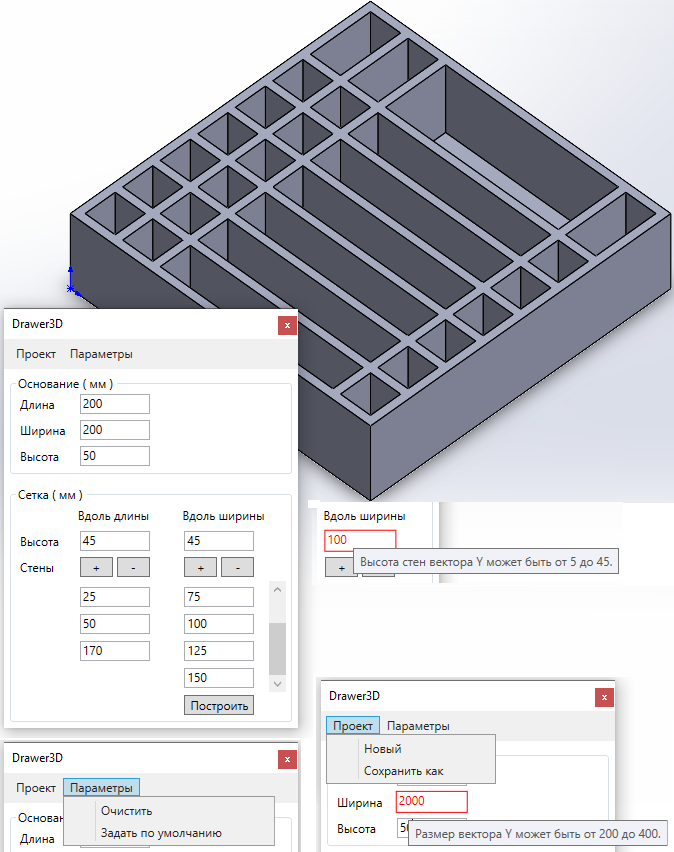 Drawer3D
x
Проект Параметры
Основание ( мм )
Длина 200
Ширина 200
Высота 50
Сетка ( мм )
Вдоль длины Вдоль ширины
Высота 45 45
Стены + - + -
25 75
50 100
170 125
150
Построить
Вдоль ширины
100
+
Высота стен вектора Y может быть от 5 до 45.
Drawer3D
x
Проект Параметры
Очистить
Задать по умолчанию
Длина
Drawer3D
x
Проект Параметры
Новый
Сохранить как
Ширина 2000
Высота
Размер вектора Y может быть от 200 до 400.